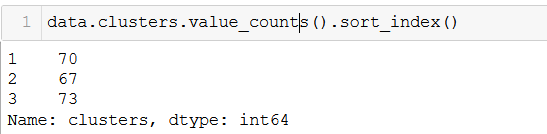 1 data.clusters.value_counts().sort_index()
1 70
2 67
3 73
Name: clusters, dtype: int64